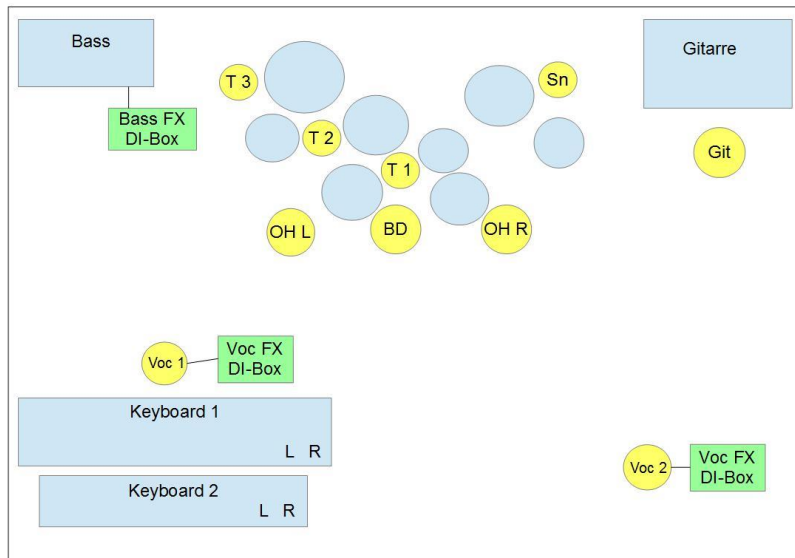 Bass
Gitarre
T 3
Sn
Bass FX
DI-Box
T 2
Git
T 1
OH L
BD
OH R
Voc 1
Voc FX
DI-Box
Keyboard 1
L R
Voc 2
Voc FX
DI-Box
Keyboard 2
L R